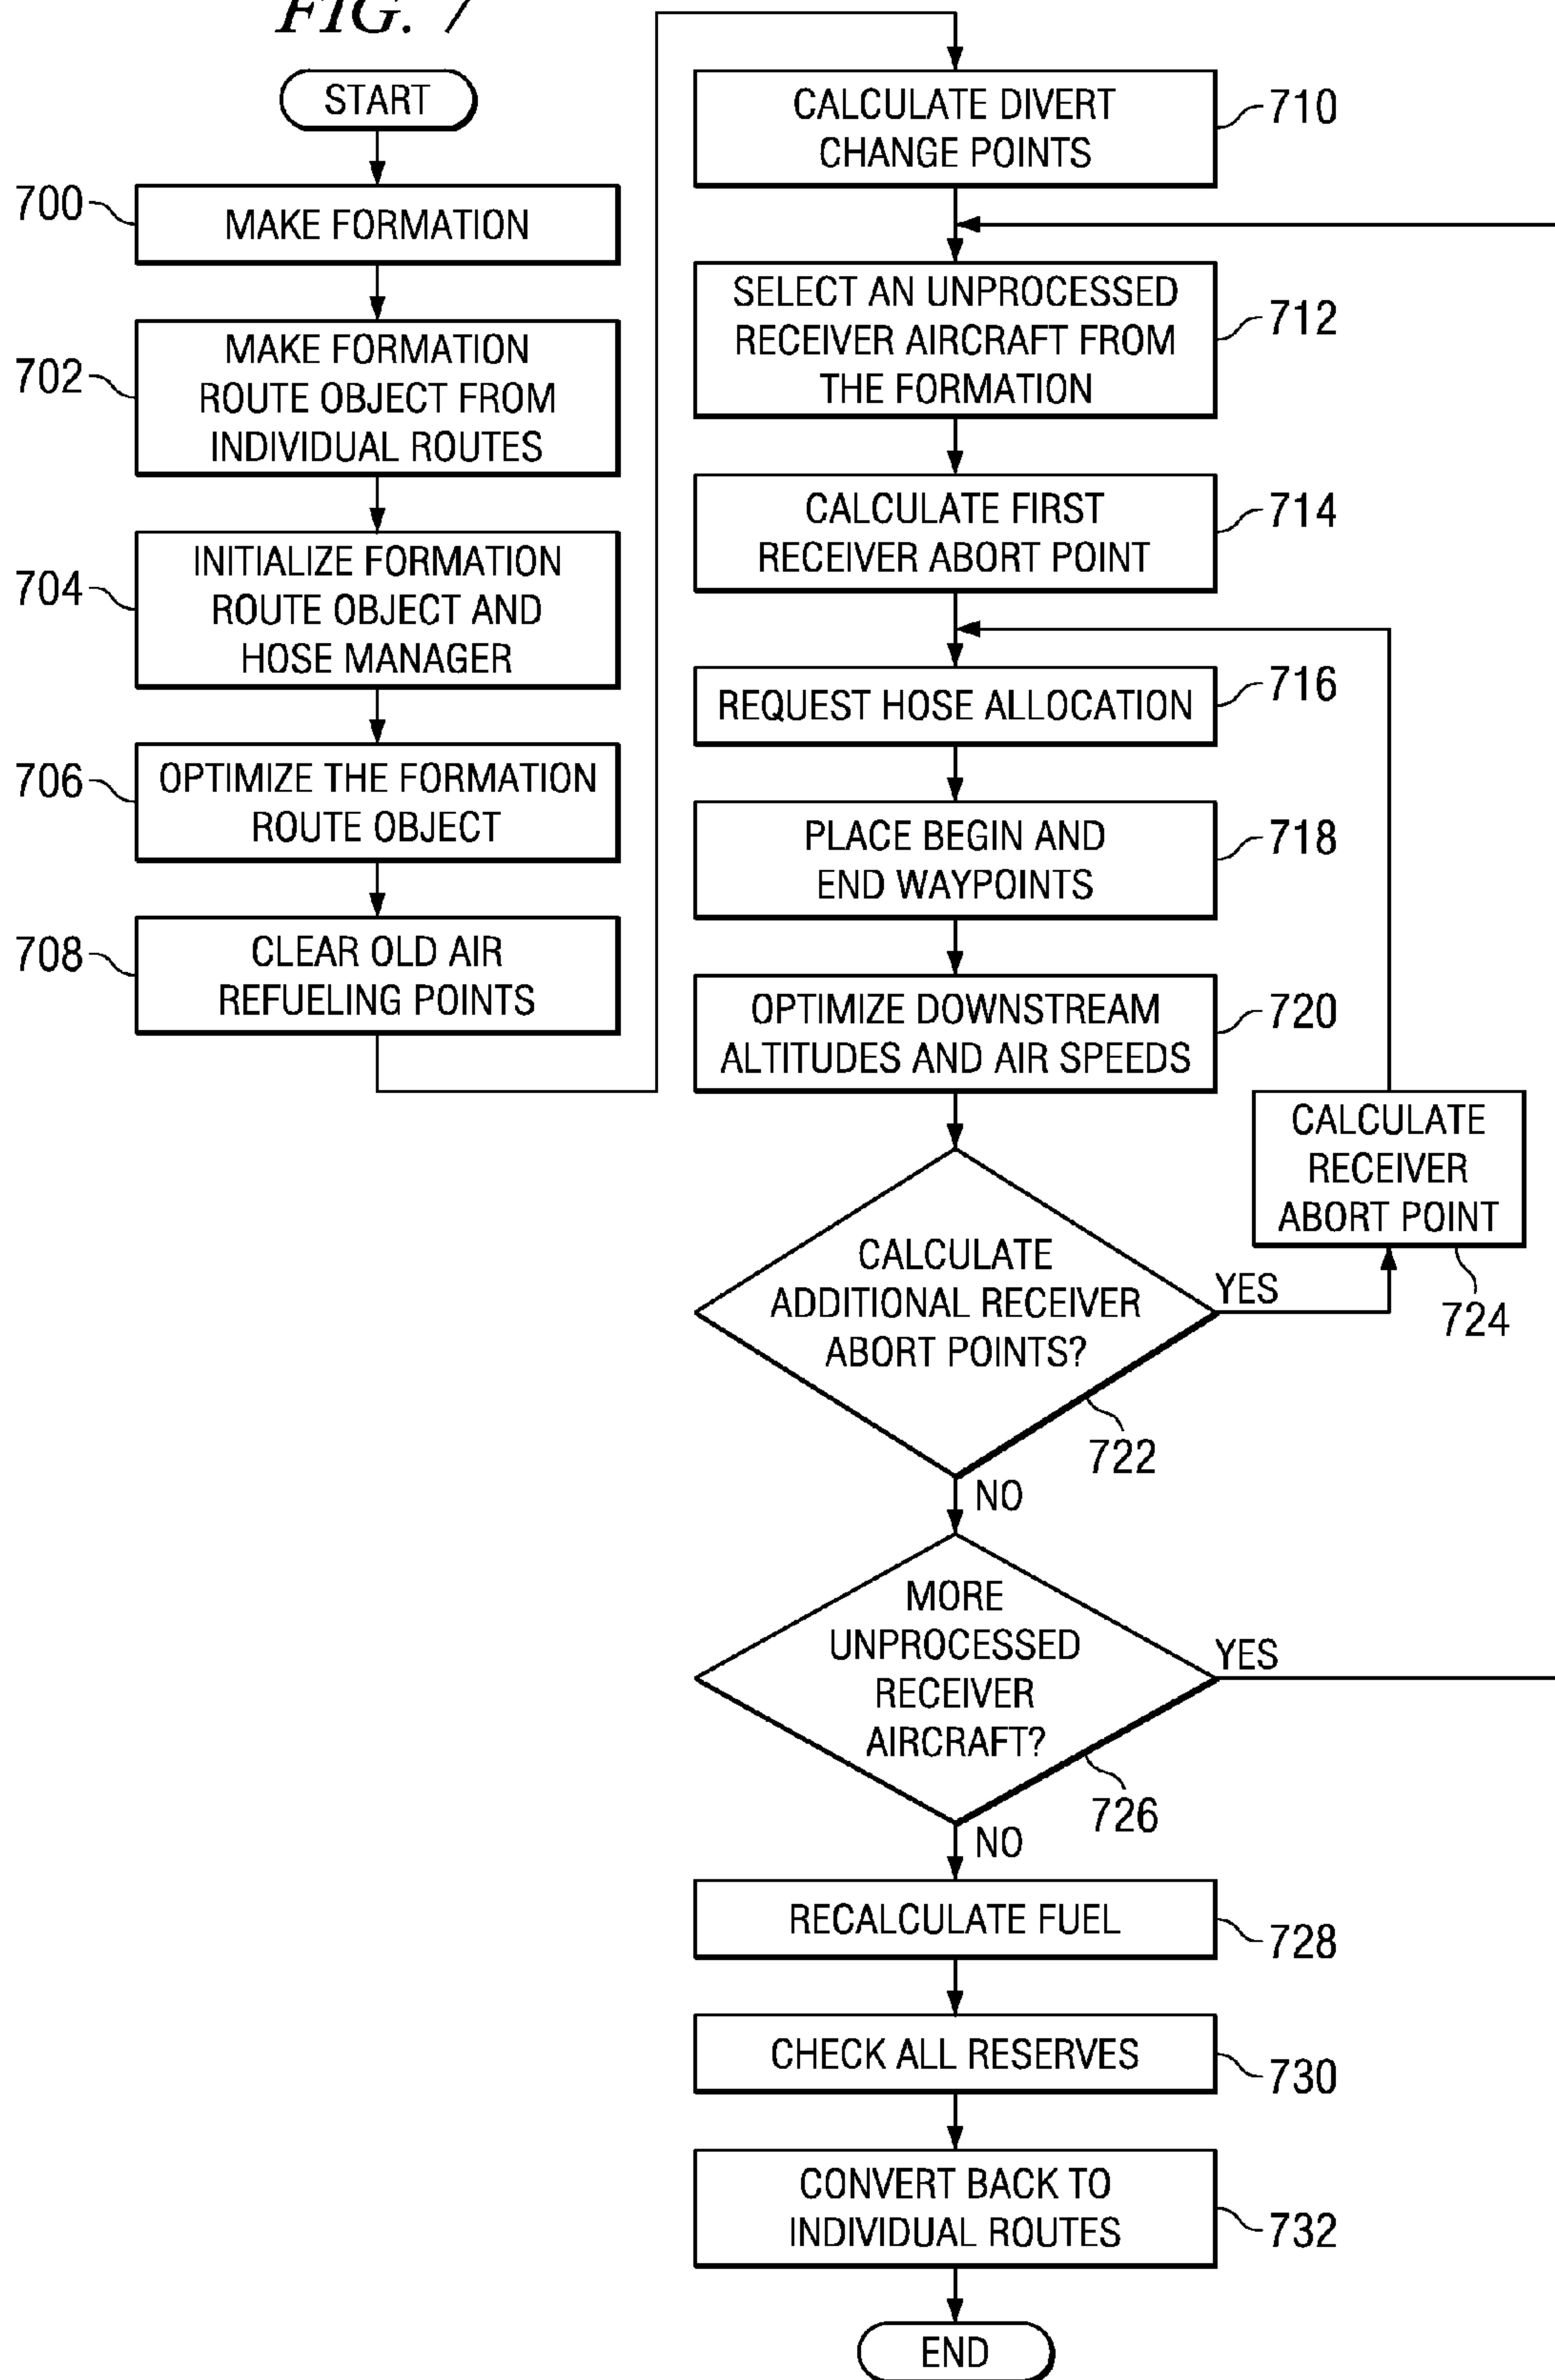 FIG. 7
START
700
MAKE FORMATION
702
MAKE FORMATION
ROUTE OBJECT FROM
INDIVIDUAL ROUTES
704
INITIALIZE FORMATION
ROUTE OBJECT AND
HOSE MANAGER
706
OPTIMIZE THE FORMATION
ROUTE OBJECT
708
CLEAR OLD AIR
REFUELING POINTS
CALCULATE DIVERT
CHANGE POINTS
710
SELECT AN UNPROCESSED
RECEIVER AIRCRAFT FROM
THE FORMATION
712
CALCULATE FIRST
RECEIVER ABORT POINT
714
REQUEST HOSE ALLOCATION
716
PLACE BEGIN AND
END WAYPOINTS
718
OPTIMIZE DOWNSTREAM
ALTITUDES AND AIR SPEEDS
720
CALCULATE
ADDITIONAL RECEIVER
ABORT POINTS?
YES
722
NO
CALCULATE
RECEIVER
ABORT POINT
724
MORE
UNPROCESSED
RECEIVER
AIRCRAFT?
YES
726
NO
RECALCULATE FUEL
728
CHECK ALL RESERVES
730
CONVERT BACK TO
INDIVIDUAL ROUTES
732
END